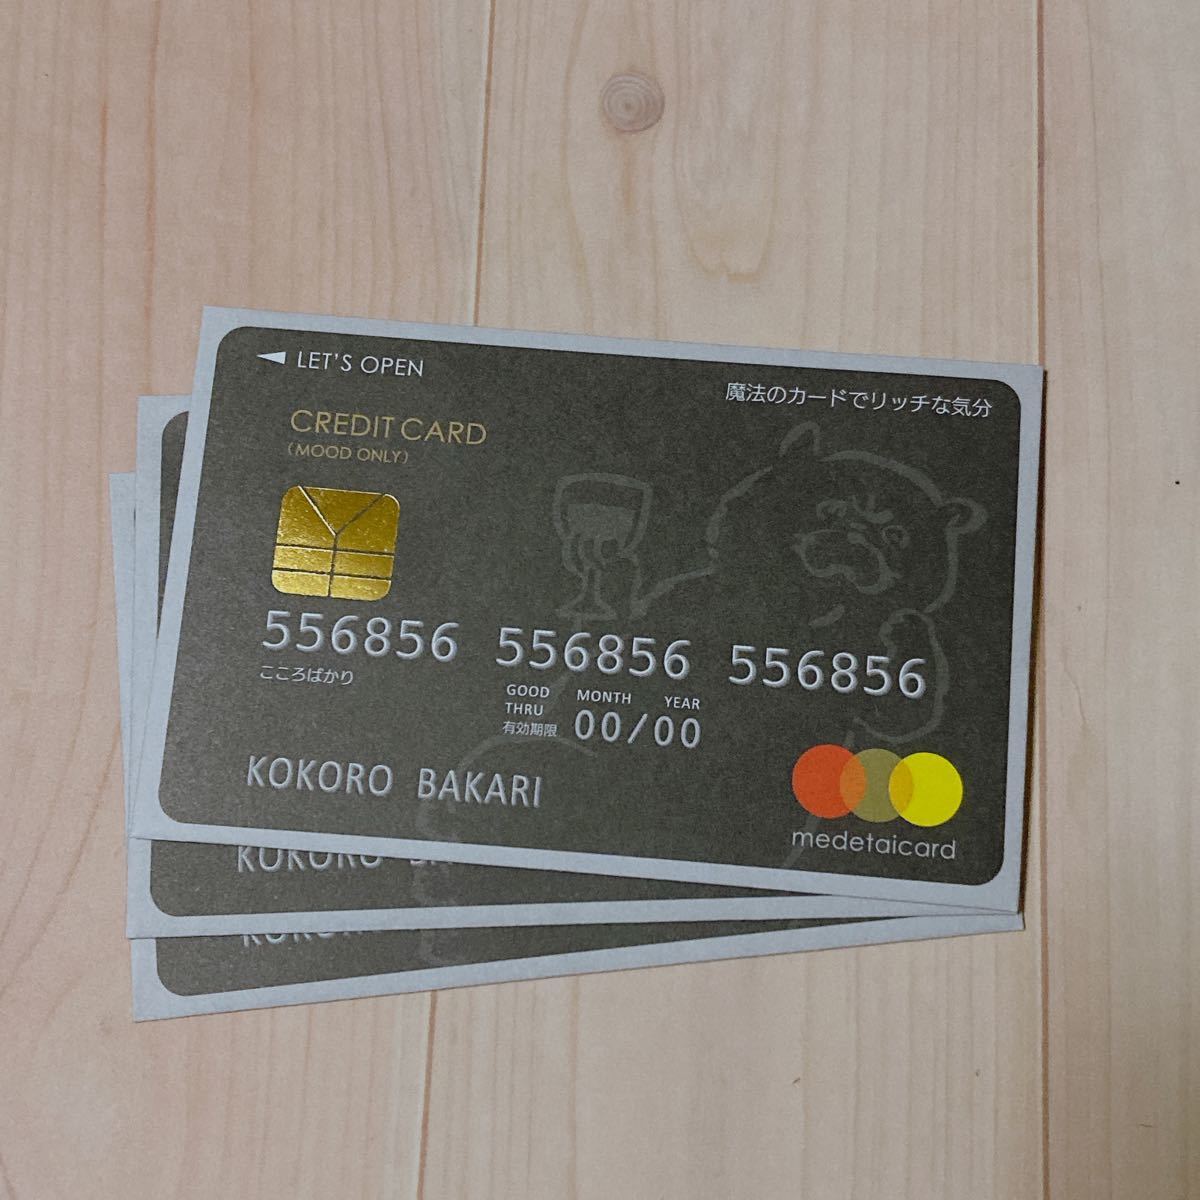 LET'S OPEN
魔法のカードでリッチな気分
CREDIT CARD
(MOOD ONLY)
556856 556856 556856
こころばかり
GOOD THRU MONTH YEAR
有効期限 00/00
KOKORO BAKARI
medetaicard
KOKORO